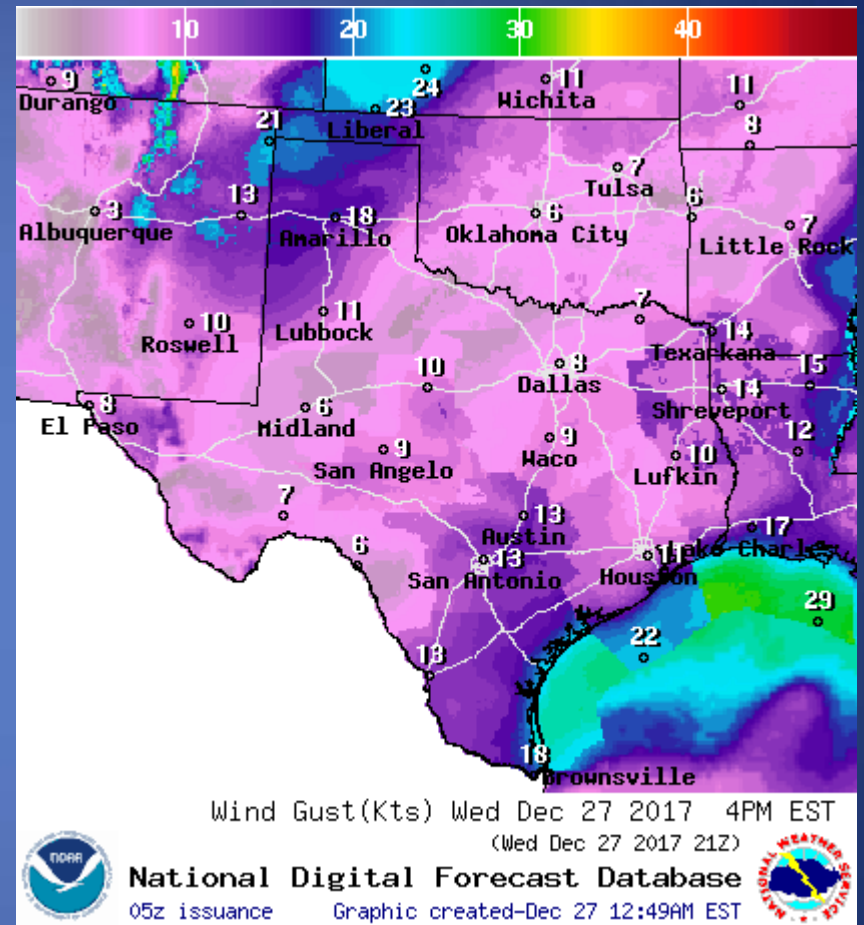 10 20 30 40
9
Durango
24
11
Wichita
11
21
23
Liberal
8
7
Tulsa
3
Albuquerque
13
18
Amarillo
6
Oklahoma City
6
7
Little Rock
10
Roswell
11
Lubbock
7
14
Texarkana
8
Dallas
10
15
14
Shreveport
8
El Paso
6
Midland
9
San Angelo
9
Waco
10
Lufkin
12
7
13
Austin
17
Lake Charles
6
13
San Antonio
11
Houston
29
22
13
18
Brownsville
Wind Gust(Kts) Wed Dec 27 2017 4PM EST
(Wed Dec 27 2017 21Z)
NOAA
National Digital Forecast Database
05z issuance Graphic created-Dec 27 12:49AM EST
NATIONAL WEATHER SERVICE